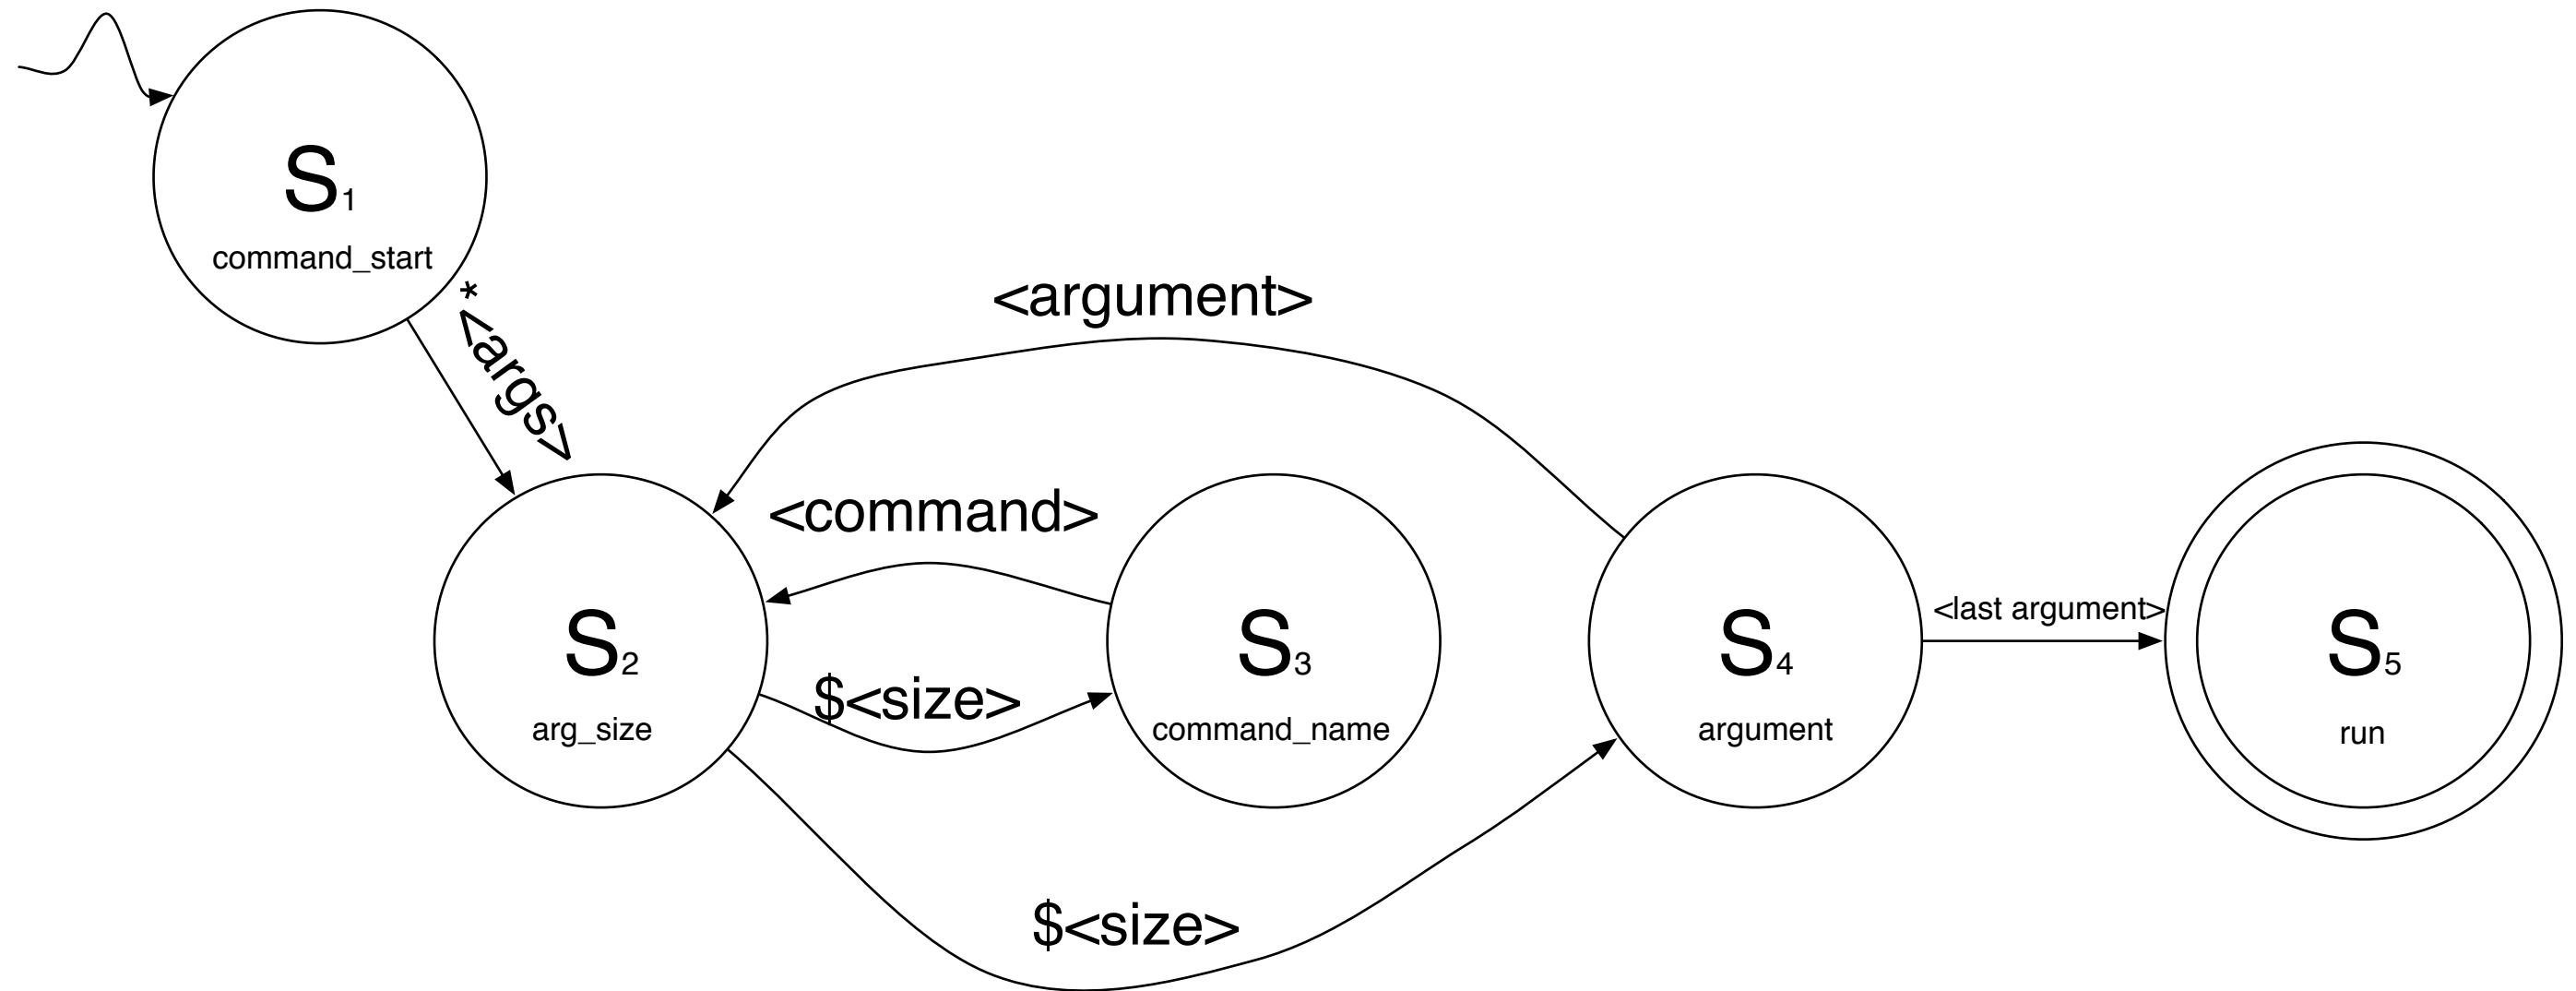 S1
command_start
*<args>
<argument>
<command>
<last argument>
S2
arg_size
$<size>
S3
command_name
S4
argument
S5
run
$<size>